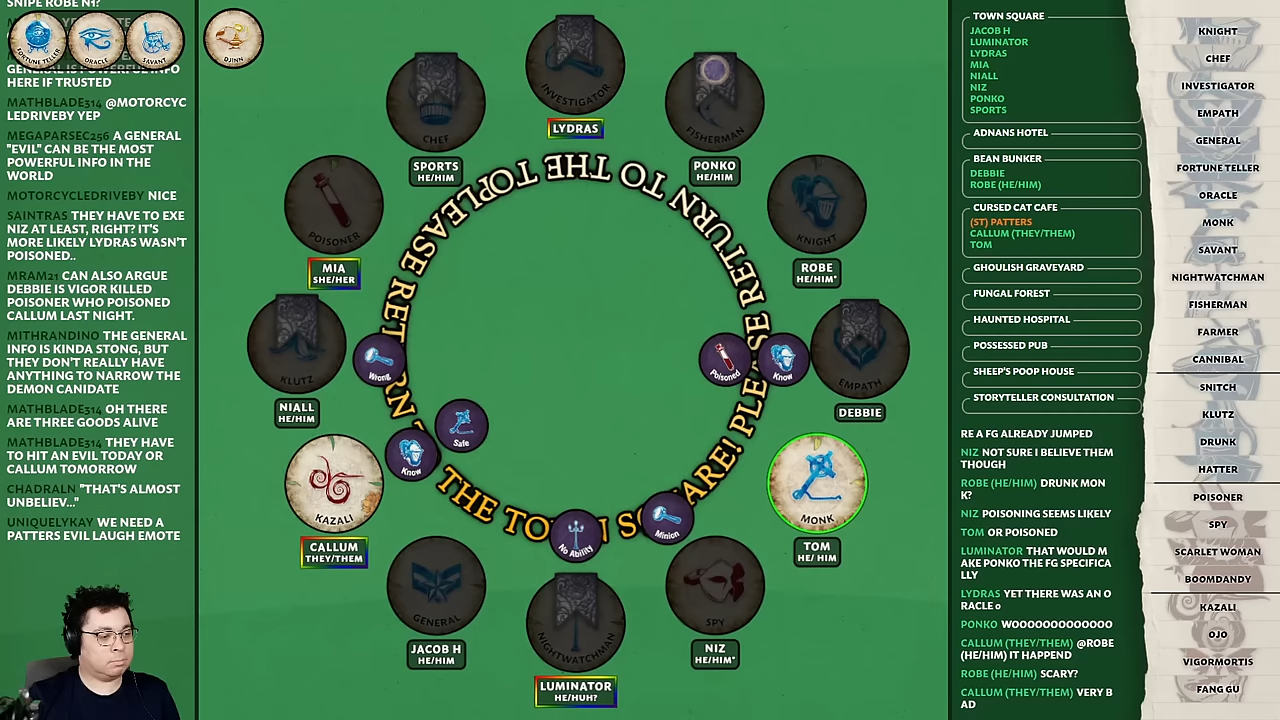 SNIPE ROBE N1?
FORTUNE TELLER
ORACLE
SAVANT
DJINN
GENERAL IS POWERFUL INFO
HERE IF TRUSTED
MATHBLADE314 @MOTORCYC
LEDRIVEBY YEP
MEGAPARSEC256 A GENERAL
"EVIL" CAN BE THE MOST
POWERFUL INFO IN THE
WORLD
MOTORCYCLEDRIVEBY NICE
SAINTRAS THEY HAVE TO EXE
NIZ AT LEAST, RIGHT? IT'S
MORE LIKELY LYDRAS WASN'T
POISONED..
MRAM21 CAN ALSO ARGUE
DEBBIE IS VIGOR KILLED
POISONER WHO POISONED
CALLUM LAST NIGHT.
MITHRANDINO THE GENERAL
INFO IS KINDA STONG, BUT
THEY DON'T REALLY HAVE
ANYTHING TO NARROW THE
DEMON CANIDATE
MATHBLADE314 OH THERE
ARE THREE GOODS ALIVE
MATHBLADE314 THEY HAVE
TO HIT AN EVIL TODAY OR
CALLUM TOMORROW
CHADRALN "THAT'S ALMOST
UNBELIEV..."
UNIQUELYKAY WE NEED A
PATTERS EVIL LAUGH EMOTE
INVESTIGATOR
LYDRAS
FISHERMAN
PONKO
HE/HIM
KNIGHT
ROBE
HE/HIM*
EMPATH
DEBBIE
MONK
TOM
HE/ HIM
SPY
NIZ
HE/HIM*
NIGHTWATCHMAN
LUMINATOR
HE/HUH?
GENERAL
JACOB H
HE/HIM
KAZALI
CALLUM
THEY/THEM
KLUTZ
NIALL
HE/HIM
POISONER
MIA
SHE/HER
CHEF
SPORTS
HE/HIM
Poisoned
Know
Minion
No Ability
Safe
Know
Wrong
PLEASE RETURN TO THE TOWN SQUARE! PLEASE RETURN TO THE TO
TOWN SQUARE
JACOB H
LUMINATOR
LYDRAS
MIA
NIALL
NIZ
PONKO
SPORTS
ADNANS HOTEL
BEAN BUNKER
DEBBIE
ROBE (HE/HIM)
CURSED CAT CAFE
(ST) PATTERS
CALLUM (THEY/THEM)
TOM
GHOULISH GRAVEYARD
FUNGAL FOREST
HAUNTED HOSPITAL
POSSESSED PUB
SHEEP'S POOP HOUSE
STORYTELLER CONSULTATION
RE A FG ALREADY JUMPED
NIZ NOT SURE I BELIEVE THEM
THOUGH
ROBE (HE/HIM) DRUNK MON
K?
NIZ POISONING SEEMS LIKELY
TOM OR POISONED
LUMINATOR THAT WOULD M
AKE PONKO THE FG SPECIFICA
LLY
LYDRAS YET THERE WAS AN O
RACLE 0
PONKO WOOOOOOOOOOOOO
CALLUM (THEY/THEM) @ROBE
(HE/HIM) IT HAPPEND
ROBE (HE/HIM) SCARY?
CALLUM (THEY/THEM) VERY B
AD
KNIGHT
CHEF
INVESTIGATOR
EMPATH
GENERAL
FORTUNE TELLER
ORACLE
MONK
SAVANT
NIGHTWATCHMAN
FISHERMAN
FARMER
CANNIBAL
SNITCH
KLUTZ
DRUNK
HATTER
POISONER
SPY
SCARLET WOMAN
BOOMDANDY
KAZALI
OJO
VIGORMORTIS
FANG GU